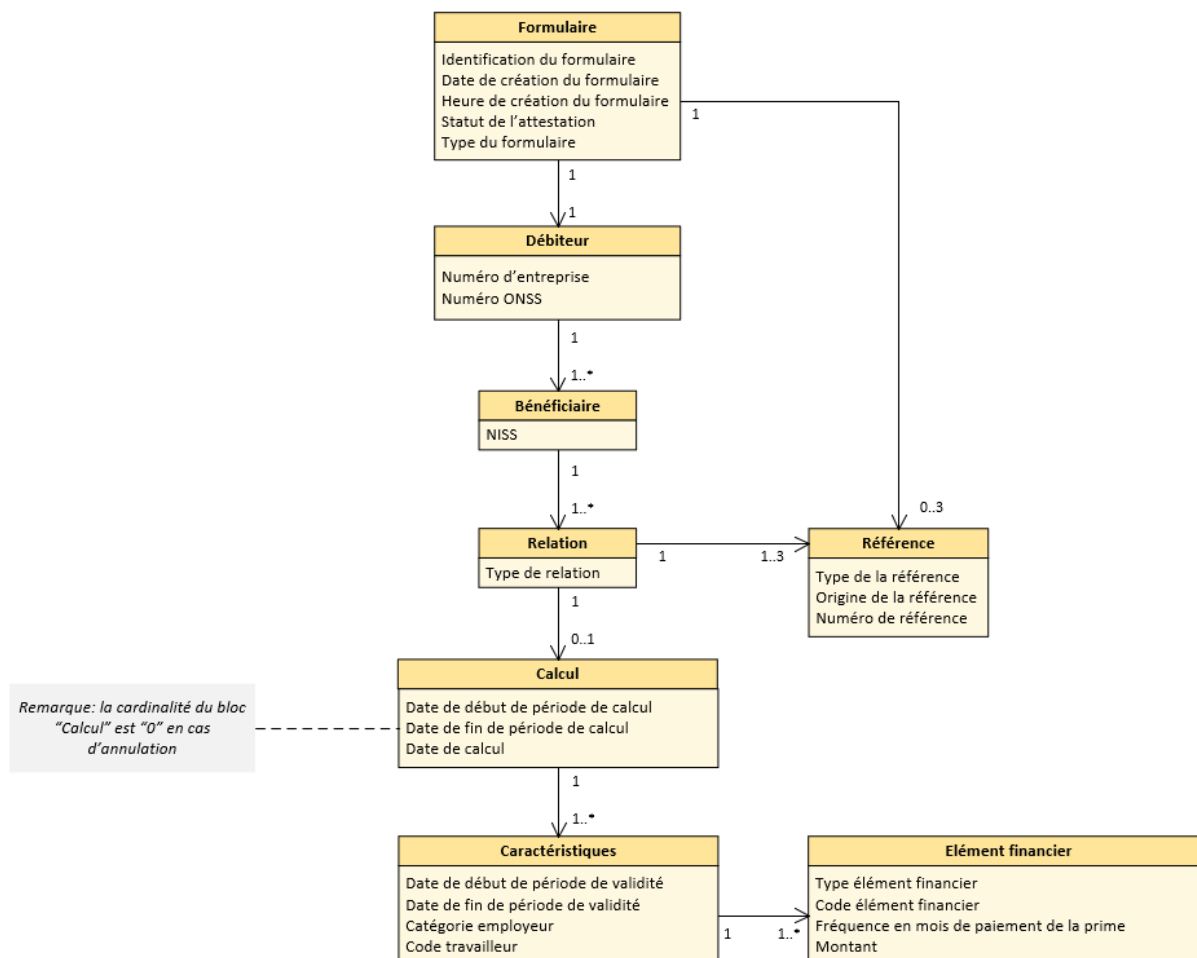 Formulaire
Identification du formulaire
Date de création du formulaire
Heure de création du formulaire
Statut de l'attestation
Type du formulaire
1
1
1
Débiteur
Numéro d'entreprise
Numéro ONSS
1
1..*
Bénéficiaire
NISS
1
1..*
0..3
Relation
Type de relation
1
1..3
Référence
Type de la référence
Origine de la référence
Numéro de référence
1
0..1
Calcul
Date de début de période de calcul
Date de fin de période de calcul
Date de calcul
Remarque: la cardinalité du bloc
“Calcul” est “0” en cas
d'annulation
1
1..*
Caractéristiques
Date de début de période de validité
Date de fin de période de validité
Catégorie employeur
Code travailleur
1
1..*
Elément financier
Type élément financier
Code élément financier
Fréquence en mois de paiement de la prime
Montant